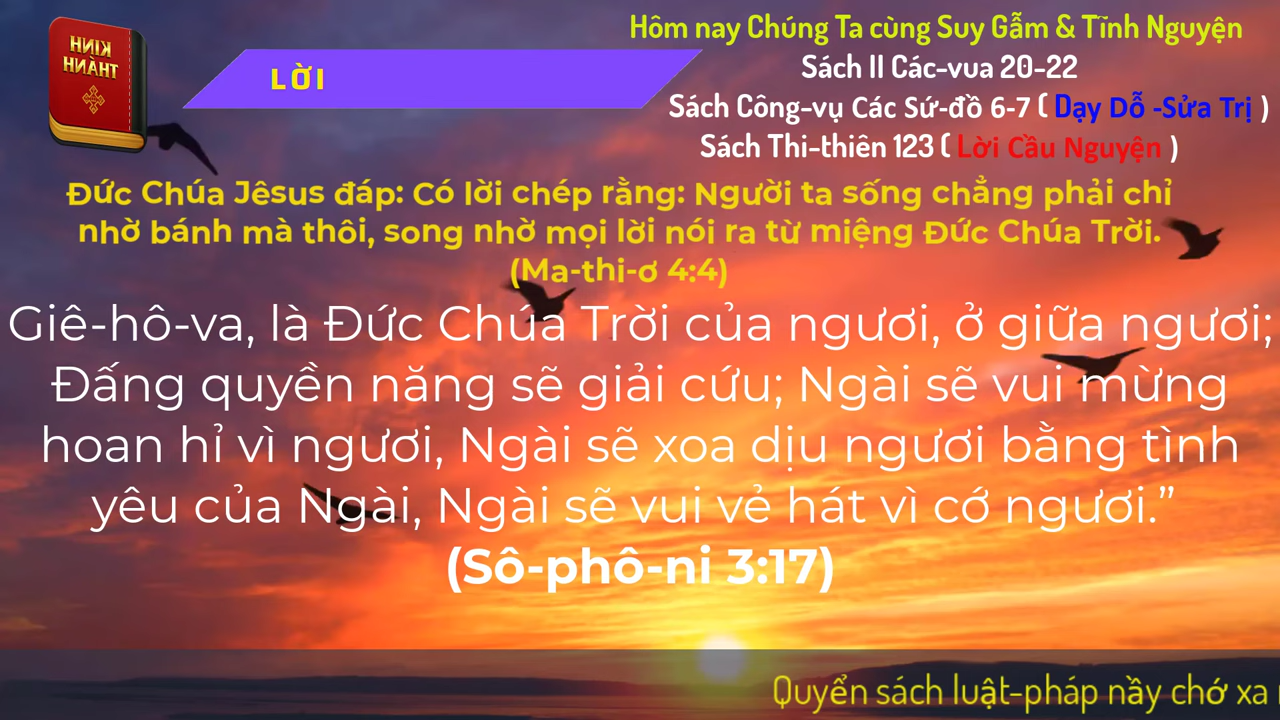 KINH
THÁNH
LỜI
Hôm nay Chúng Ta cùng Suy Gẫm & Tĩnh Nguyện
Sách II Các-vua 20-22
Sách Công-vụ Các Sứ-đồ 6-7 ( Dạy Dỗ -Sửa Trị )
Sách Thi-thiên 123 ( Lời Cầu Nguyện )
Đức Chúa Jêsus đáp: Có lời chép rằng: Người ta sống chẳng phải chỉ
nhờ bánh mà thôi, song nhờ mọi lời nói ra từ miệng Đức Chúa Trời.
(Ma-thi-ơ 4:4)
Giê-hô-va, là Đức Chúa Trời của ngươi, ở giữa ngươi;
Đấng quyền năng sẽ giải cứu; Ngài sẽ vui mừng
hoan hỉ vì ngươi, Ngài sẽ xoa dịu ngươi bằng tình
yêu của Ngài, Ngài sẽ vui vẻ hát vì cớ ngươi.”
(Sô-phô-ni 3:17)
Quyển sách luật-pháp nầy chớ xa